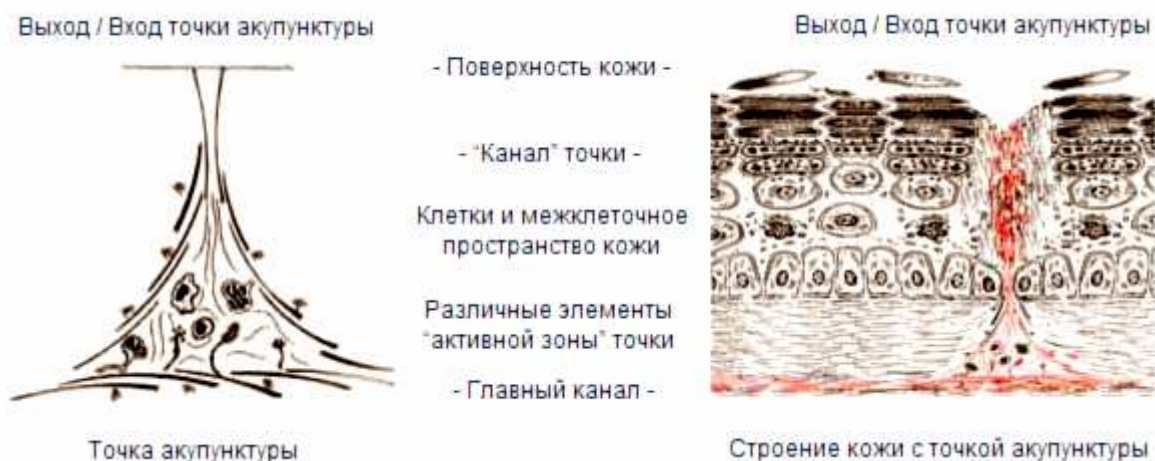 Выход / Вход точки акупунктуры
Выход / Вход точки акупунктуры
- Поверхность кожи -
- "Канал" точки -
Клетки и межклеточное
пространство кожи
Различные элементы
"активной зоны" точки
- Главный канал -
Точка акупунктуры
Строение кожи с точкой акупунктуры